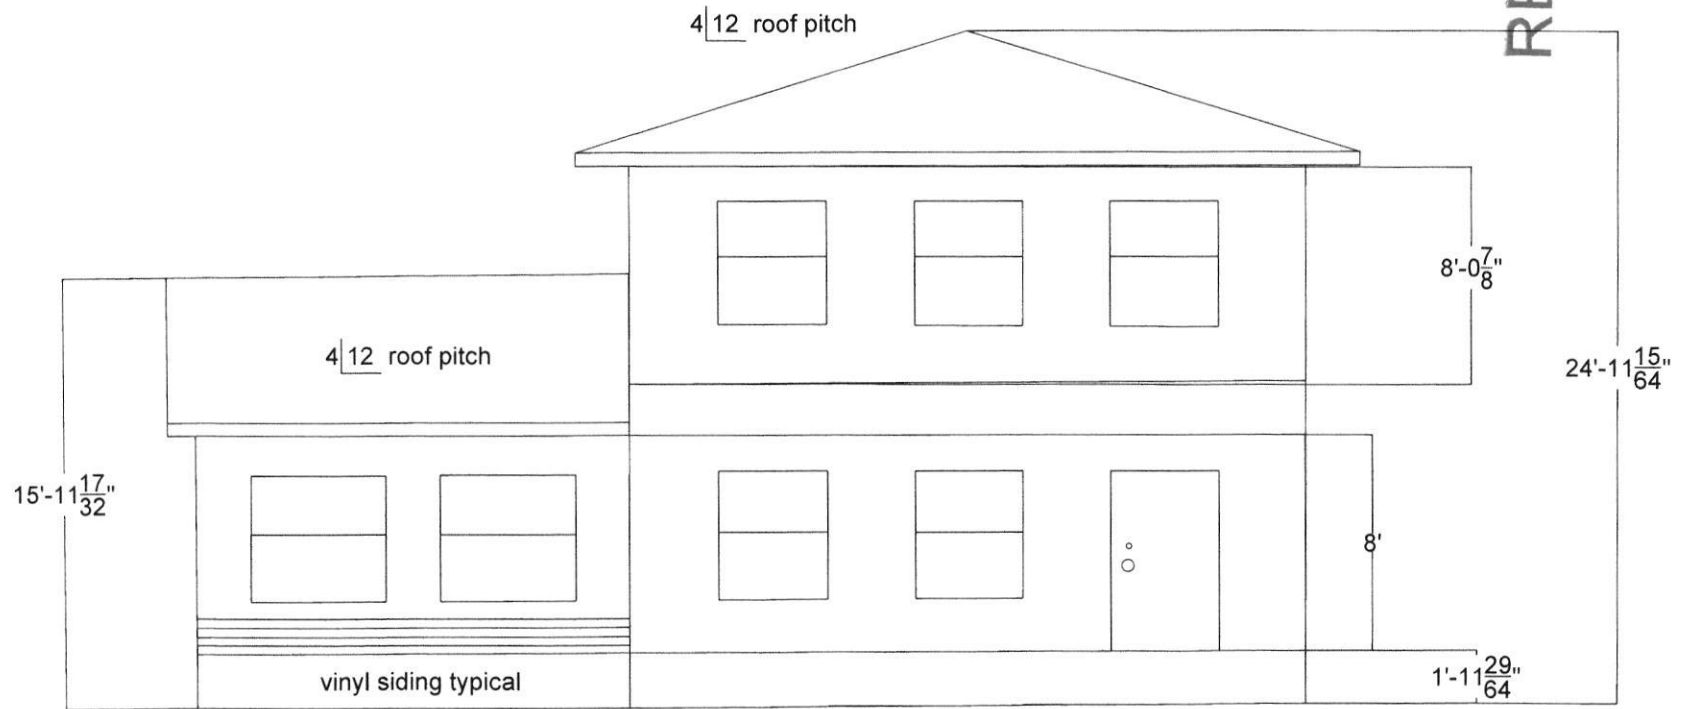 4|12 roof pitch
8'-0 7/8"
4|12 roof pitch
24'-11 15/64"
15'-11 17/32"
8'
vinyl siding typical
1'-11 29/64"